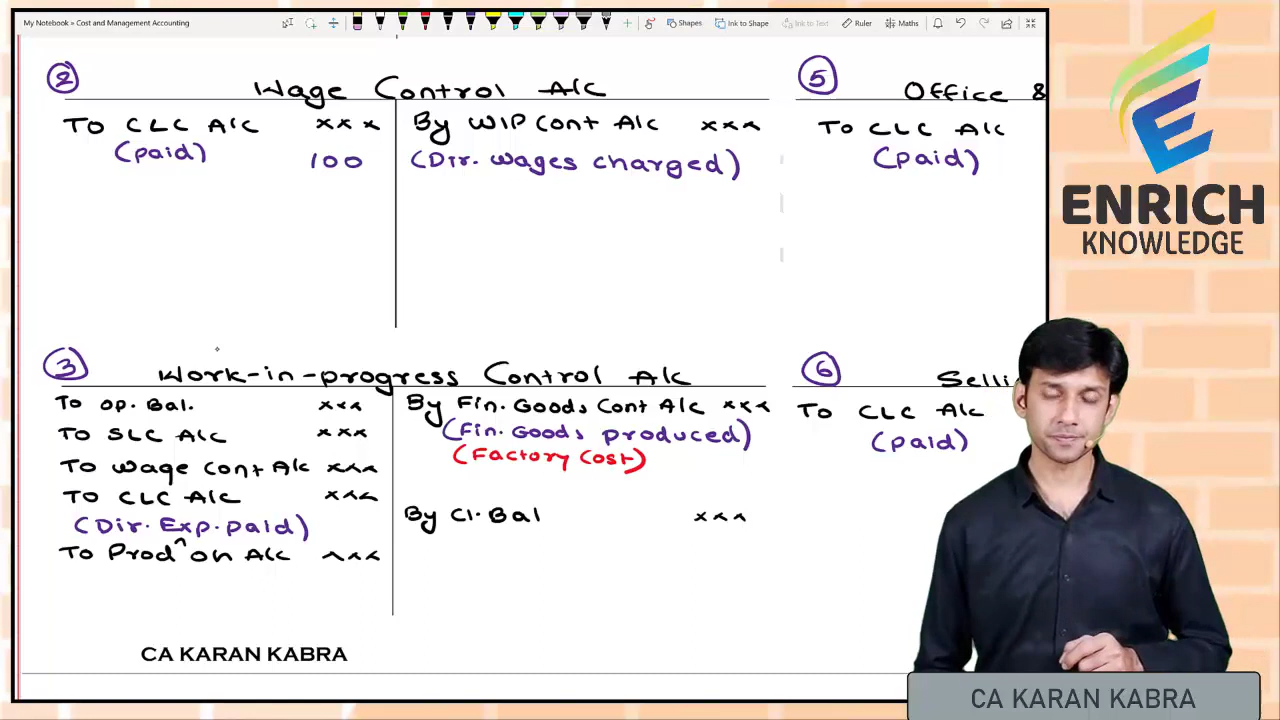 My Notebook » Cost and Management Accounting
Shapes
Ink to Shape
Ink to Text
Ruler
Maths
2
Wage Control A/c
To CLC A/c xxx
(paid) 100
By WIP Cont A/c xxx
(Dir. wages charged)
5
Office &
To CLC A/c
(paid)
3
Work-in-progress Control A/c
To Op. Bal. xxx
To SLC A/c xxx
To Wage Cont A/c xxx
To CLC A/c xxx
(Dir. Exp. paid)
To Prod^n OH A/c xxx
By Fin. Goods Cont A/c xxx
(Fin. Goods produced)
(Factory Cost)
By Cl. Bal xxx
6
Selli
To CLC A/c
(paid)
CA KARAN KABRA
ENRICH
KNOWLEDGE
CA KARAN KABRA